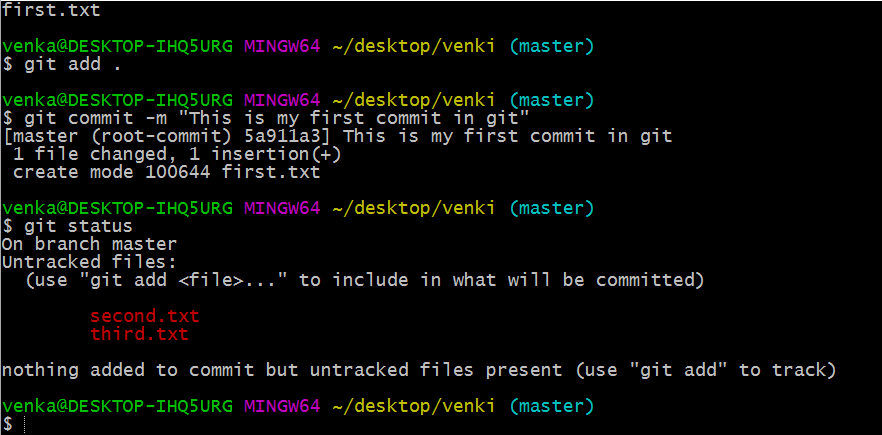 first.txt
venka@DESKTOP-IHQ5URG MINGW64 ~/desktop/venki (master)
$ git add .
venka@DESKTOP-IHQ5URG MINGW64 ~/desktop/venki (master)
$ git commit -m "This is my first commit in git"
[master (root-commit) 5a911a3] This is my first commit in git
 1 file changed, 1 insertion(+)
 create mode 100644 first.txt
venka@DESKTOP-IHQ5URG MINGW64 ~/desktop/venki (master)
$ git status
On branch master
Untracked files:
  (use "git add <file>..." to include in what will be committed)
        second.txt
        third.txt
nothing added to commit but untracked files present (use "git add" to track)
venka@DESKTOP-IHQ5URG MINGW64 ~/desktop/venki (master)
$